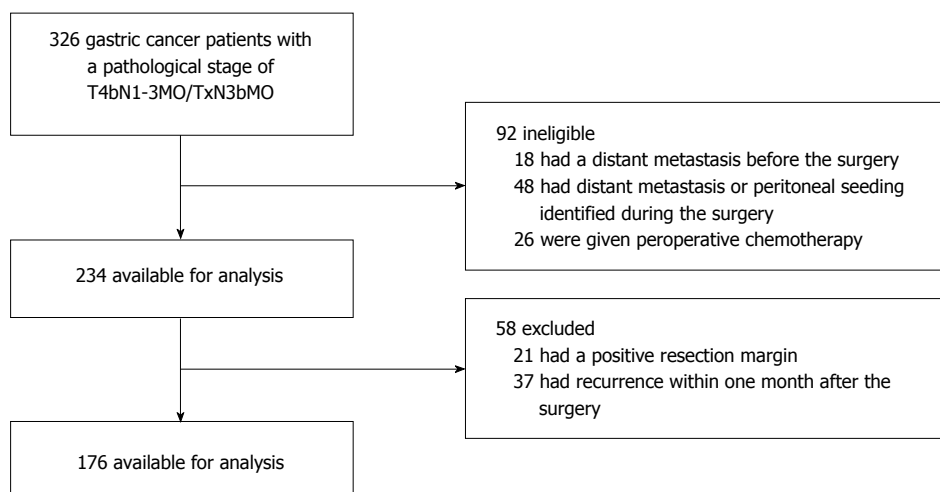 326 gastric cancer patients with
a pathological stage of
T4bN1-3MO/TxN3bMO
92 ineligible
18 had a distant metastasis before the surgery
48 had distant metastasis or peritoneal seeding
identified during the surgery
26 were given peroperative chemotherapy
234 available for analysis
58 excluded
21 had a positive resection margin
37 had recurrence within one month after the
surgery
176 available for analysis